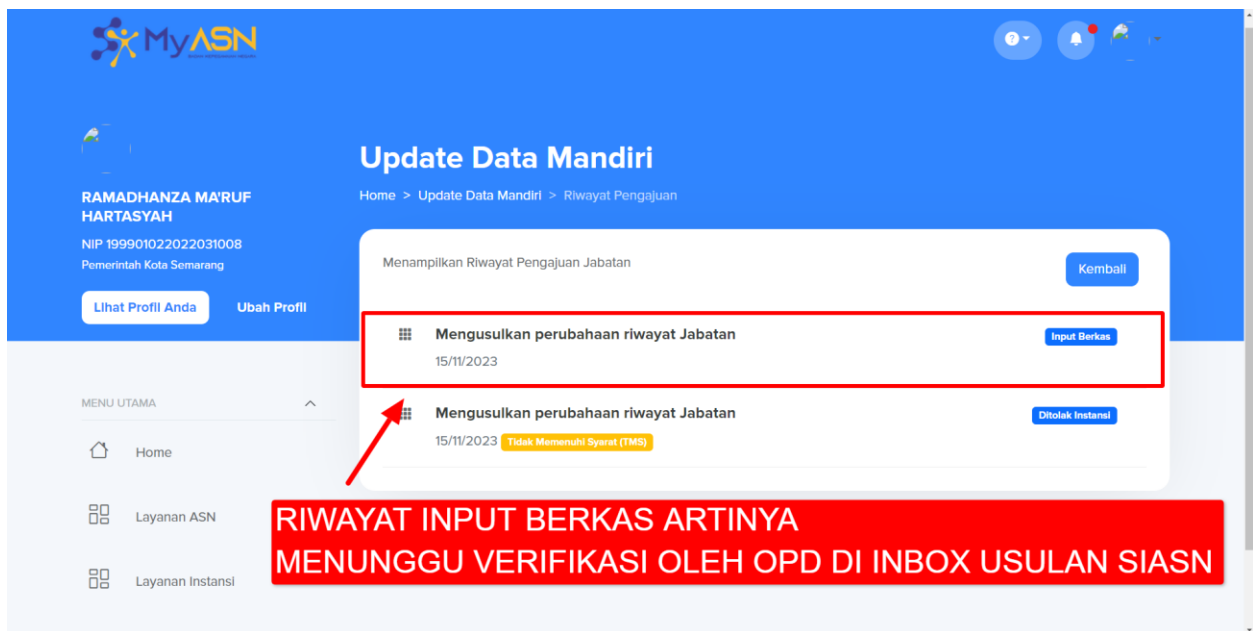 MyASN
Update Data Mandiri
Home > Update Data Mandiri > Riwayat Pengajuan
RAMADHANZA MA'RUF
HARTASYAH
NIP 199901022022031008
Pemerintah Kota Semarang
Lihat Profil Anda
Ubah Profil
Menampilkan Riwayat Pengajuan Jabatan
Kembali
Mengusulkan perubahaan riwayat Jabatan
Input Berkas
15/11/2023
Mengusulkan perubahaan riwayat Jabatan
Ditolak Instansi
15/11/2023 Tidak Memenuhi Syarat (TMS)
MENU UTAMA
Home
Layanan ASN
Layanan Instansi
RIWAYAT INPUT BERKAS ARTINYA
MENUNGGU VERIFIKASI OLEH OPD DI INBOX USULAN SIASN